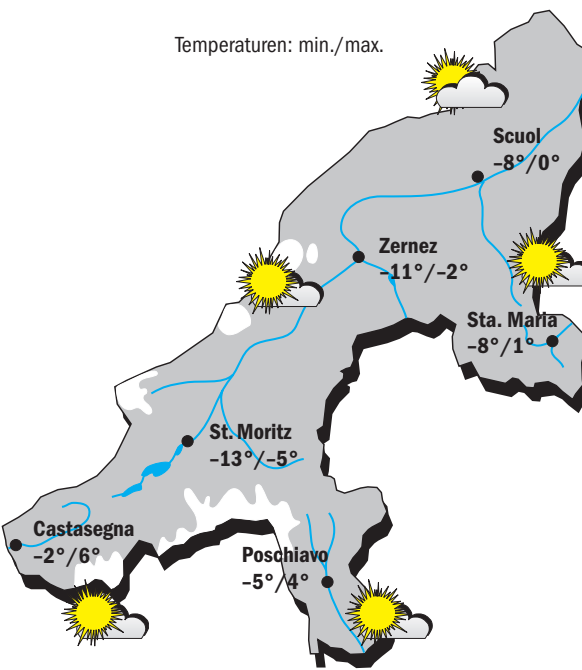 Temperaturen: min./max.
Scuol
–8°/0°
Zernez
–11°/–2°
Sta. Maria
–8°/1°
St. Moritz
–13°/–5°
Castasegna
–2°/6°
Poschiavo
–5°/4°